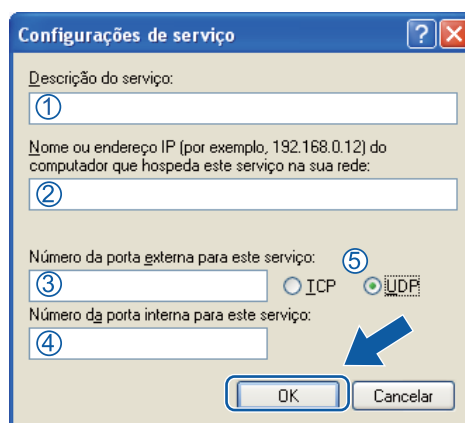 Configurações de serviço
Descrição do serviço:
①
Nome ou endereço IP (por exemplo, 192.168.0.12) do
computador que hospeda este serviço na sua rede:
②
Número da porta externa para este serviço: ⑤
③ TCP UDP
Número da porta interna para este serviço:
④
OK Cancelar